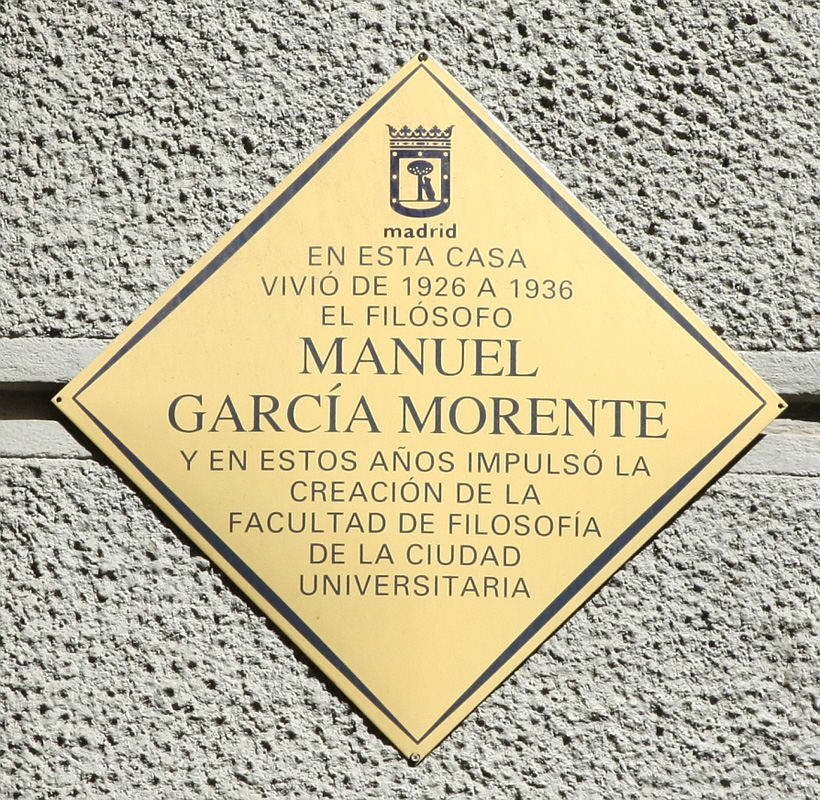 madrid
EN ESTA CASA
VIVIÓ DE 1926 A 1936
EL FILÓSOFO
MANUEL
GARCÍA MORENTE
Y EN ESTOS AÑOS IMPULSÓ LA
CREACIÓN DE LA
FACULTAD DE FILOSOFÍA
DE LA CIUDAD
UNIVERSITARIA